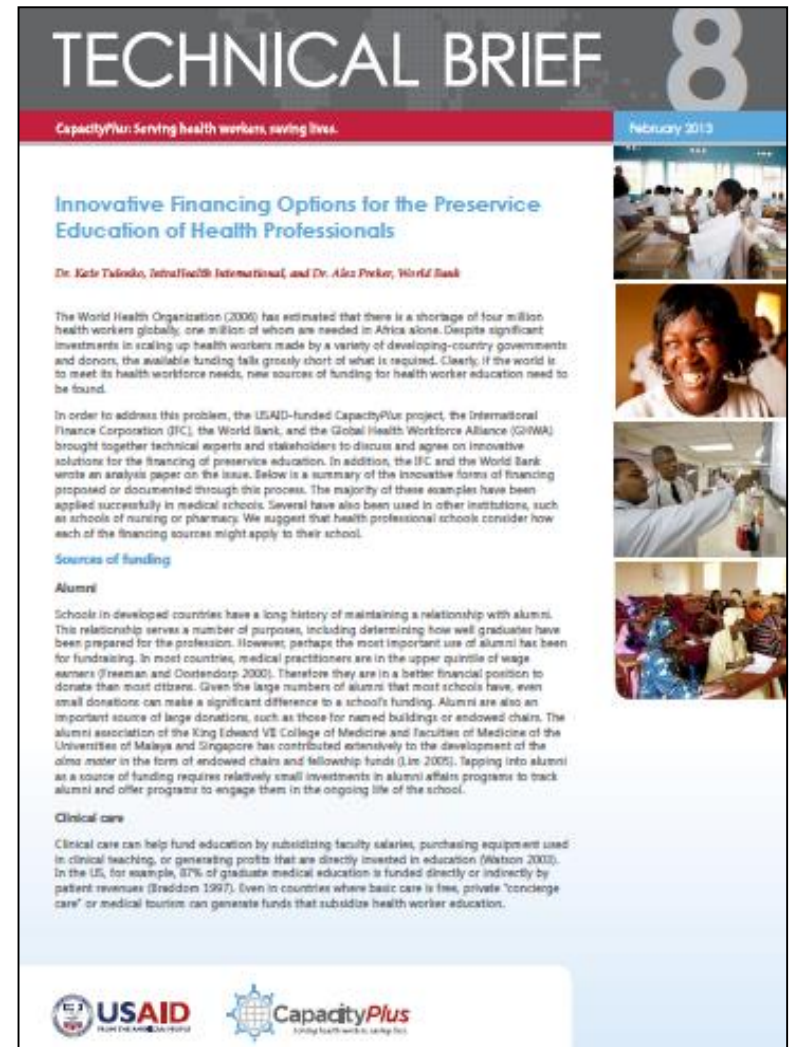 TECHNICAL BRIEF 8
CapacityPlus: Serving health workers, saving lives.
February 2013
Innovative Financing Options for the Preservice
Education of Health Professionals
Dr. Kate Tulenko, IntraHealth International, and Dr. Alex Preker, World Bank
The World Health Organization (2006) has estimated that there is a shortage of four million
health workers globally, one million of whom are needed in Africa alone. Despite significant
investments in scaling up health workers made by a variety of developing-country governments
and donors, the available funding falls grossly short of what is required. Clearly, if the world is
to meet its health workforce needs, new sources of funding for health worker education need to
be found.
In order to address this problem, the USAID-funded CapacityPlus project, the International
Finance Corporation (IFC), the World Bank, and the Global Health Workforce Alliance (GHWA)
brought together technical experts and stakeholders to discuss and agree on innovative
solutions for the financing of preservice education. In addition, the IFC and the World Bank
wrote an analysis paper on the issue. Below is a summary of the innovative forms of financing
proposed or documented through this process. The majority of these examples have been
applied successfully in medical schools. Several have also been used in other institutions, such
as schools of nursing or pharmacy. We suggest that health professional schools consider how
each of the financing sources might apply to their school.
Sources of funding
Alumni
Schools in developed countries have a long history of maintaining a relationship with alumni.
This relationship serves a number of purposes, including determining how well graduates have
been prepared for the profession. However, perhaps the most important use of alumni has been
for fundraising. In most countries, medical practitioners are in the upper quintile of wage
earners (Freeman and Oostendorp 2000). Therefore they are in a better financial position to
donate than most citizens. Given the large numbers of alumni that most schools have, even
small donations can make a significant difference to a school's funding. Alumni are also an
important source of large donations, such as those for named buildings or endowed chairs. The
alumni association of the King Edward VII College of Medicine and Faculties of Medicine of the
Universities of Malaya and Singapore has contributed extensively to the development of the
alma mater in the form of endowed chairs and fellowship funds (Lim 2005). Tapping into alumni
as a source of funding requires relatively small investments in alumni affairs programs to track
alumni and offer programs to engage them in the ongoing life of the school.
Clinical care
Clinical care can help fund education by subsidizing faculty salaries, purchasing equipment used
in clinical teaching, or generating profits that are directly invested in education (Watson 2003).
In the US, for example, 87% of graduate medical education is funded directly or indirectly by
patient revenues (Braddom 1997). Even in countries where basic care is free, private "concierge
care" or medical tourism can generate funds that subsidize health worker education.
USAID
FROM THE AMERICAN PEOPLE
CapacityPlus
Serving health workers, saving lives.